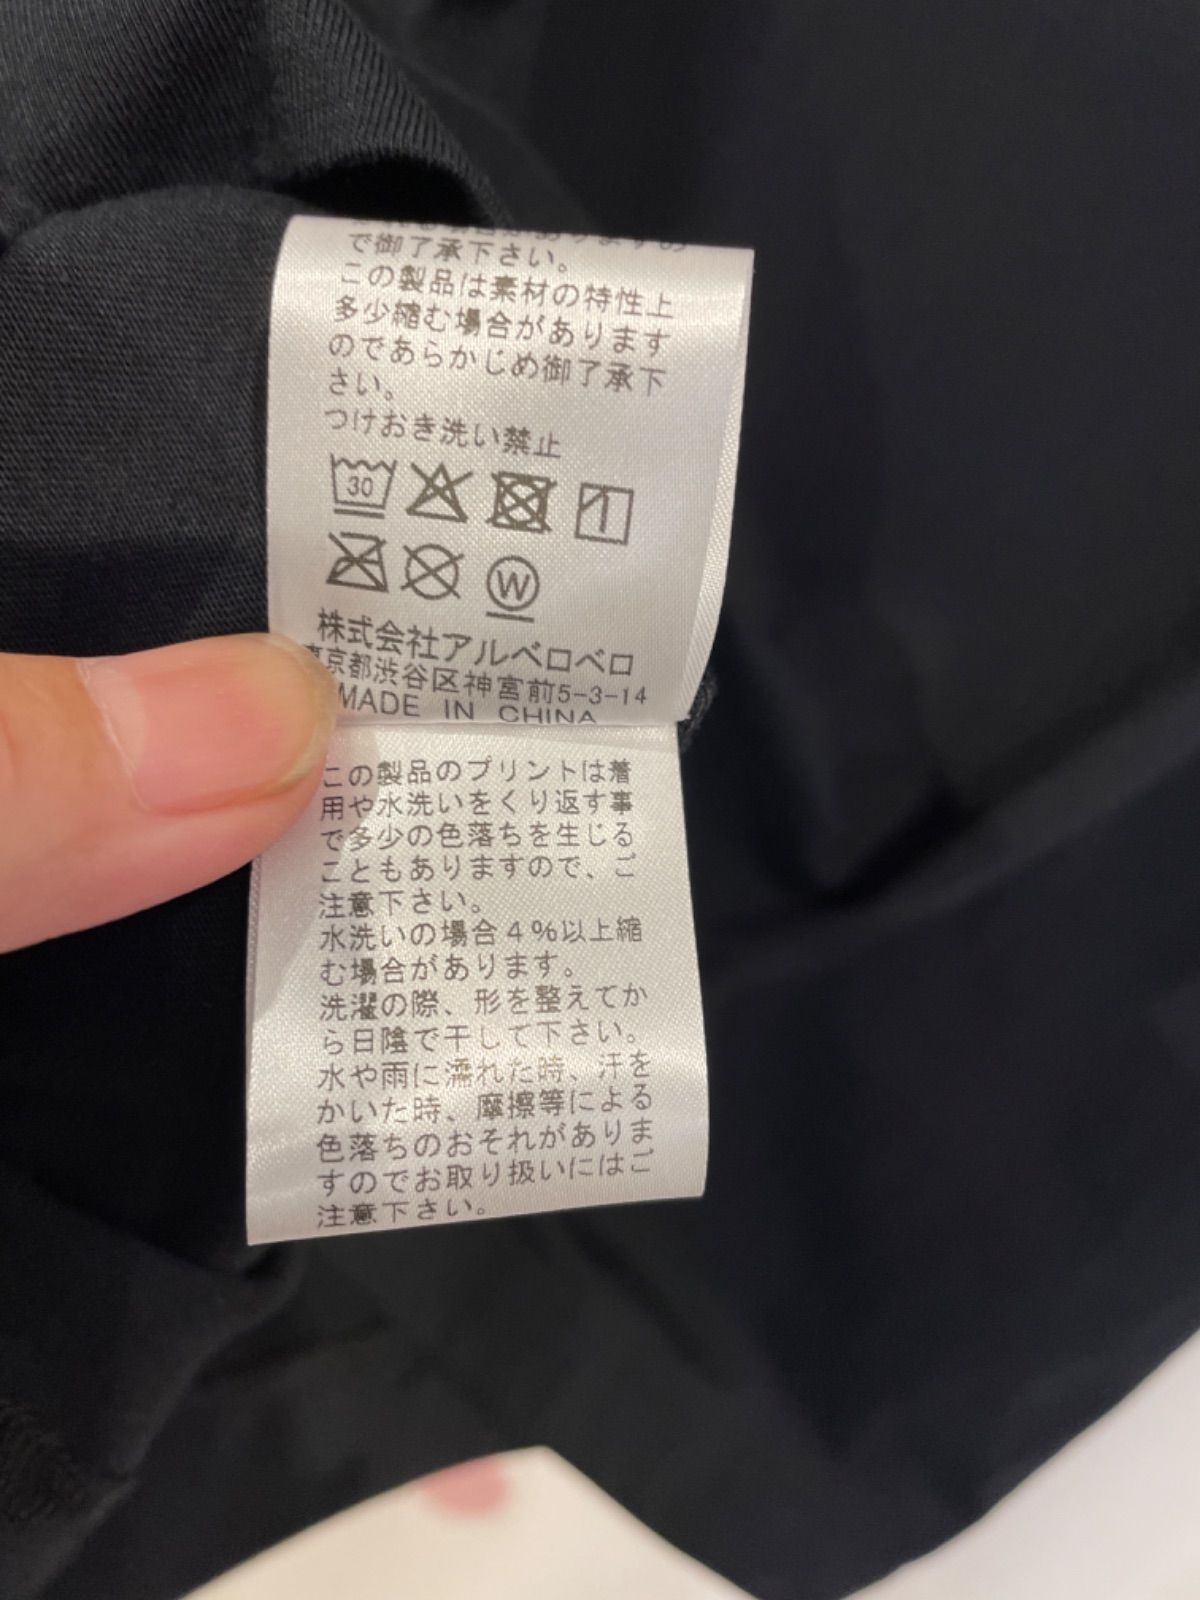 で御了承下さい。
この製品は素材の特性上
多少縮む場合があります
のであらかじめ御了承下
さい。
つけおき洗い禁止
30
W
株式会社アルベロベロ
東京都渋谷区神宮前5-3-14
MADE IN CHINA
この製品のプリントは着
用や水洗いをくり返す事
で多少の色落ちを生じる
こともありますので、ご
注意下さい。
水洗いの場合4%以上縮
む場合があります。
洗濯の際、形を整えてか
ら日陰で干して下さい。
水や雨に濡れた時、汗を
かいた時、摩擦等による
色落ちのおそれがありま
すのでお取り扱いにはご
注意下さい。